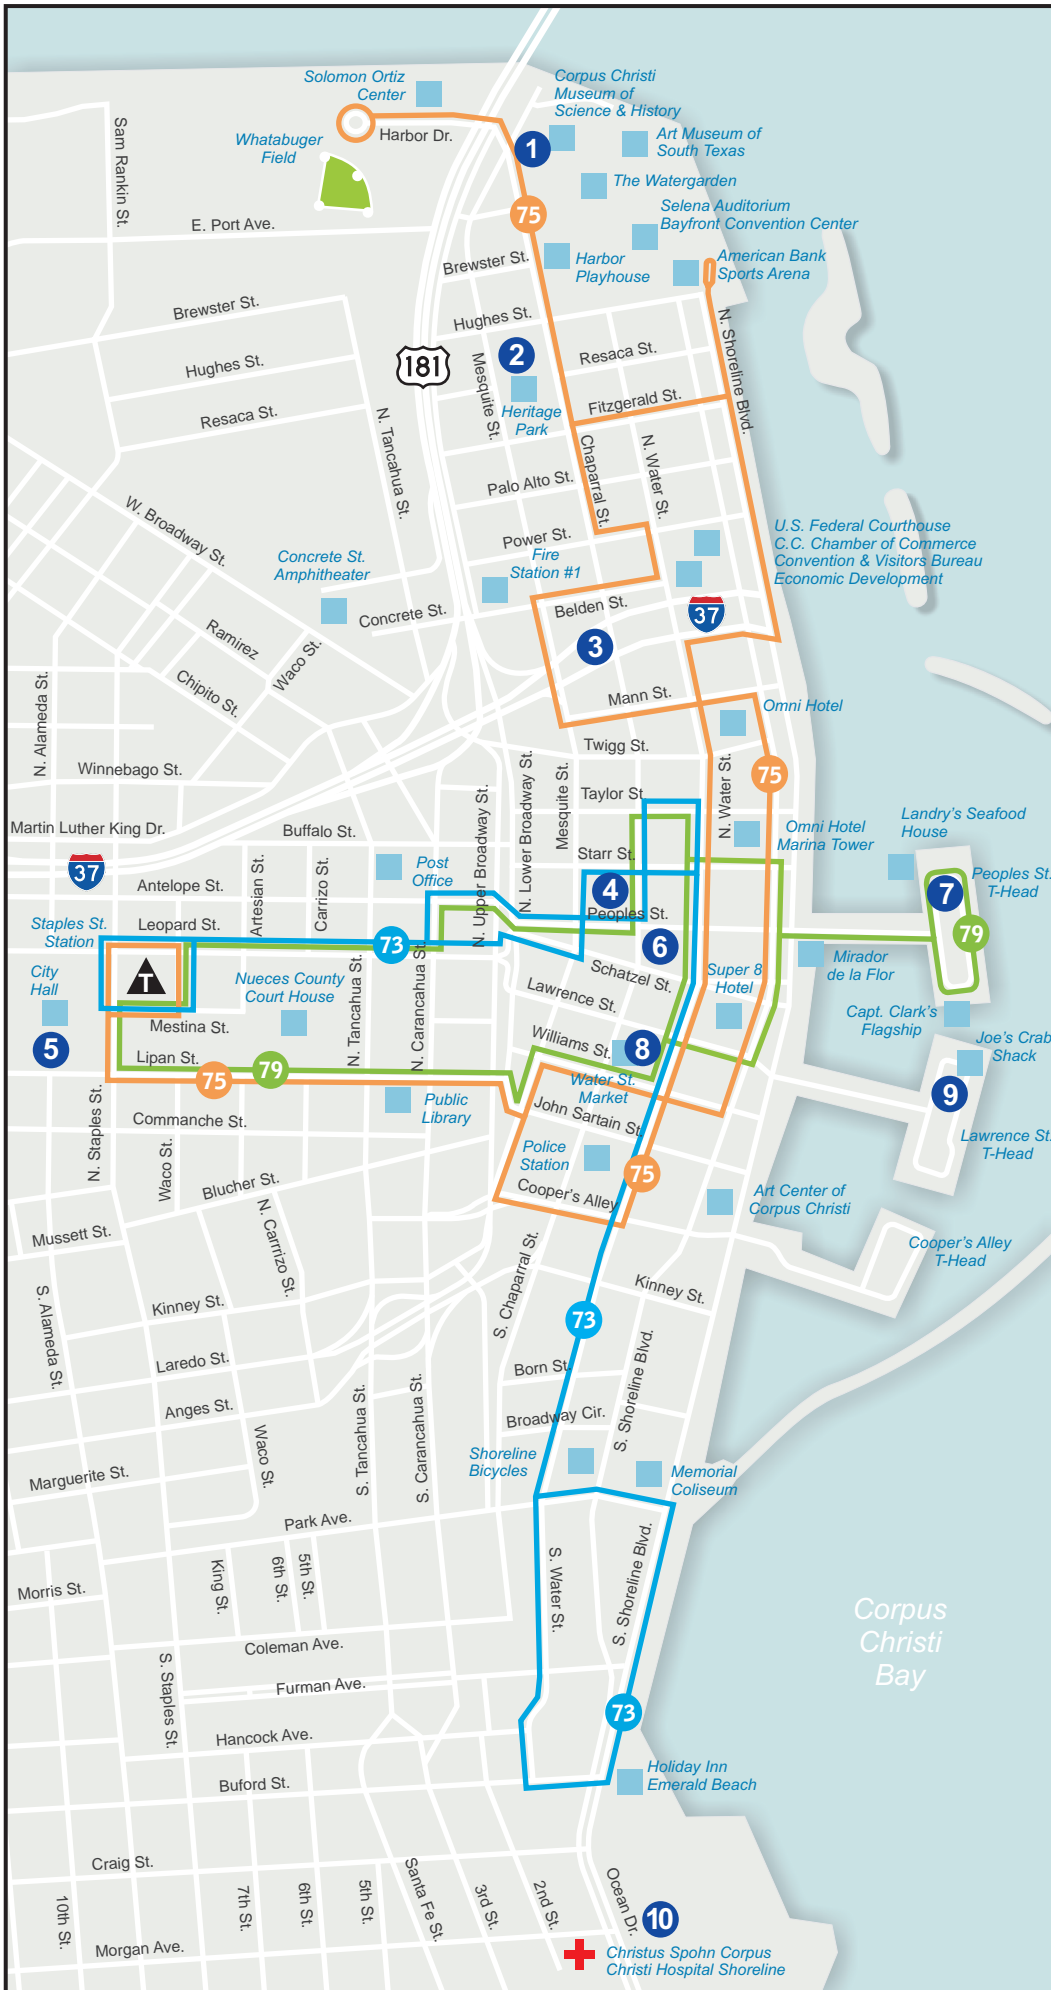 Solomon Ortiz
Center
Corpus Christi
Museum of
Science & History
Sam Rankin St.
Whatabuger
Field
Harbor Dr.
1
Art Museum of
South Texas
The Watergarden
75
Selena Auditorium
Bayfront Convention Center
E. Port Ave.
Brewster St.
Harbor
Playhouse
American Bank
Sports Arena
Brewster St.
Hughes St.
N. Shoreline Blvd.
181
2
Mesquite St.
Resaca St.
Hughes St.
Heritage
Park
Fitzgerald St.
Resaca St.
N. Tancahua St.
Chaparral St.
N. Water St.
Palo Alto St.
W. Broadway St.
Power St.
U.S. Federal Courthouse
C.C. Chamber of Commerce
Convention & Visitors Bureau
Economic Development
Concrete St.
Amphitheater
Fire
Station #1
Concrete St.
Belden St.
37
Ramirez
Waco St.
3
Chipito St.
N. Alameda St.
Mann St.
Omni Hotel
Twigg St.
Winnebago St.
75
N. Upper Broadway St.
N. Lower Broadway St.
Mesquite St.
Taylor St
N. Water St.
Martin Luther King Dr.
Buffalo St.
Omni Hotel
Marina Tower
Landry's Seafood
House
37
Antelope St.
Artesian St.
Carrizo St.
Post
Office
Starr St.
4
7
Peoples St.
T-Head
Staples St.
Station
Leopard St.
Peoples St.
73
6
79
T
City
Hall
Nueces County
Court House
N. Tancahua St.
N. Carancahua St.
Schatzel St.
Super 8
Hotel
Mirador
de la Flor
Lawrence St.
Capt. Clark's
Flagship
Mestina St.
Williams St.
8
Joe's Crab
Shack
5
Lipan St.
79
75
Water St.
Market
9
N. Staples St.
Public
Library
Commanche St.
John Sartain St.
Lawrence St.
T-Head
Waco St.
Police
Station
75
Blucher St.
Cooper's Alley
Art Center of
Corpus Christi
N. Carrrizo St.
Mussett St.
Cooper's Alley
T-Head
S. Alameda St.
Kinney St.
S. Chaparral St.
Kinney St.
73
Laredo St.
Born St.
S. Shoreline Blvd.
Anges St.
S. Tancahua St.
S. Carancahua St.
Broadway Cir.
Waco St.
Marguerite St.
Shoreline
Bicycles
Memorial
Coliseum
Park Ave.
King St.
6th St.
5th St.
S. Water St.
S. Shoreline Blvd.
Morris St.
Corpus
Christi
Bay
Coleman Ave.
S. Staples St.
Furman Ave.
73
Hancock Ave.
Buford St.
Holiday Inn
Emerald Beach
Craig St.
10th St.
7th St.
6th St.
5th St.
Santa Fe St.
3rd St.
2nd St.
Ocean Dr.
10
Morgan Ave.
Christus Spohn Corpus
Christi Hospital Shoreline